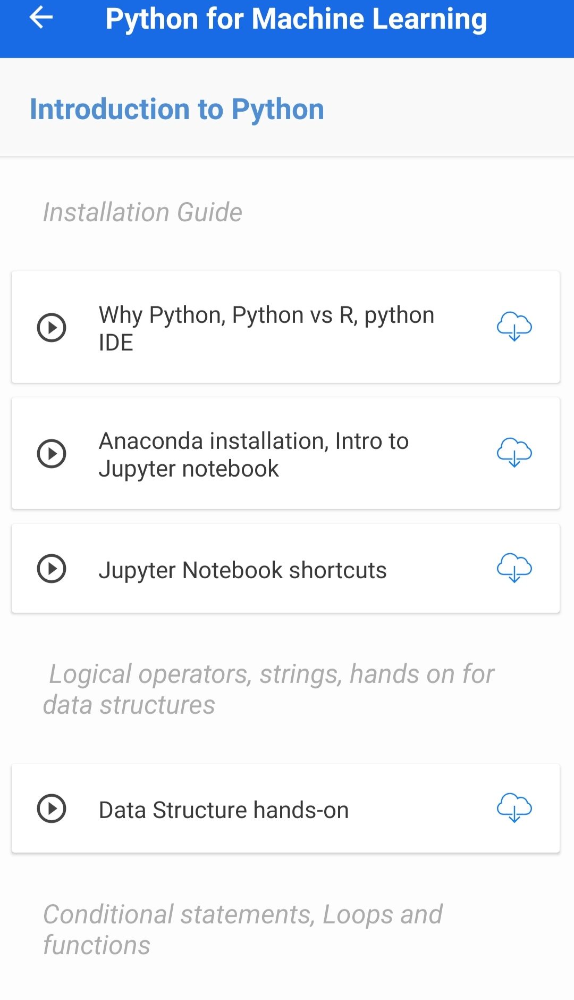 Python for Machine Learning
Introduction to Python
Installation Guide
Why Python, Python vs R, python
IDE
Anaconda installation, Intro to
Jupyter notebook
Jupyter Notebook shortcuts
Logical operators, strings, hands on for
data structures
Data Structure hands-on
Conditional statements, Loops and
functions